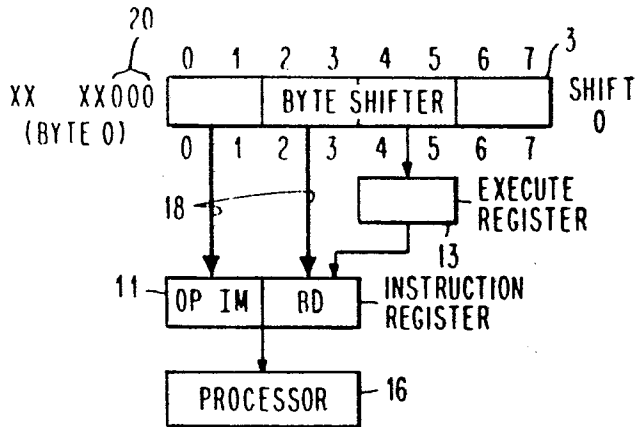 20
0 1 2 3 4 5 6 7 3
XX XX000 BYTE SHIFTER SHIFT
(BYTE 0) 0
0 1 2 3 4 5 6 7
18
EXECUTE
REGISTER
13
11 OP IM BD INSTRUCTION
REGISTER
PROCESSOR 16